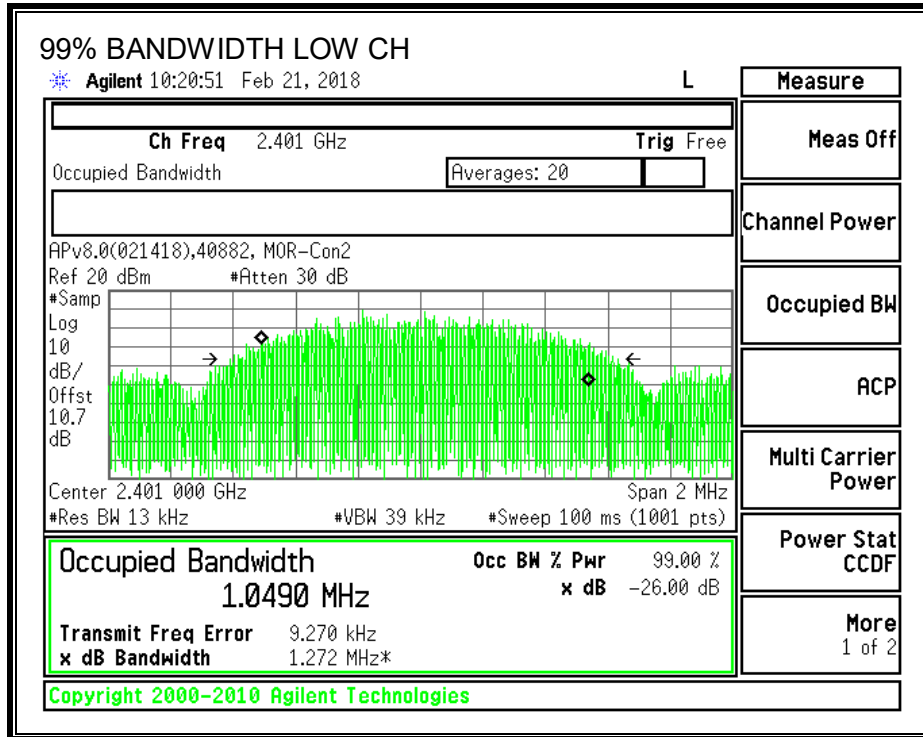 99% BANDWIDTH LOW CH
Agilent 10:20:51 Feb 21, 2018 L
Measure
Ch Freq 2.401 GHz Trig Free
Meas Off
Occupied Bandwidth Averages: 20
Channel Power
APv8.0(021418),40882, MOR-Con2
Ref 20 dBm #Atten 30 dB
#Samp
Log
10
dB/
Offst
10.7
dB
Occupied BW
ACP
Multi Carrier
Power
Center 2.401 000 GHz Span 2 MHz
#Res BW 13 kHz #VBW 39 kHz #Sweep 100 ms (1001 pts)
Power Stat
CCDF
Occupied Bandwidth Occ BW % Pwr 99.00 %
1.0490 MHz x dB -26.00 dB
Transmit Freq Error 9.270 kHz
x dB Bandwidth 1.272 MHz*
More
1 of 2
Copyright 2000-2010 Agilent Technologies